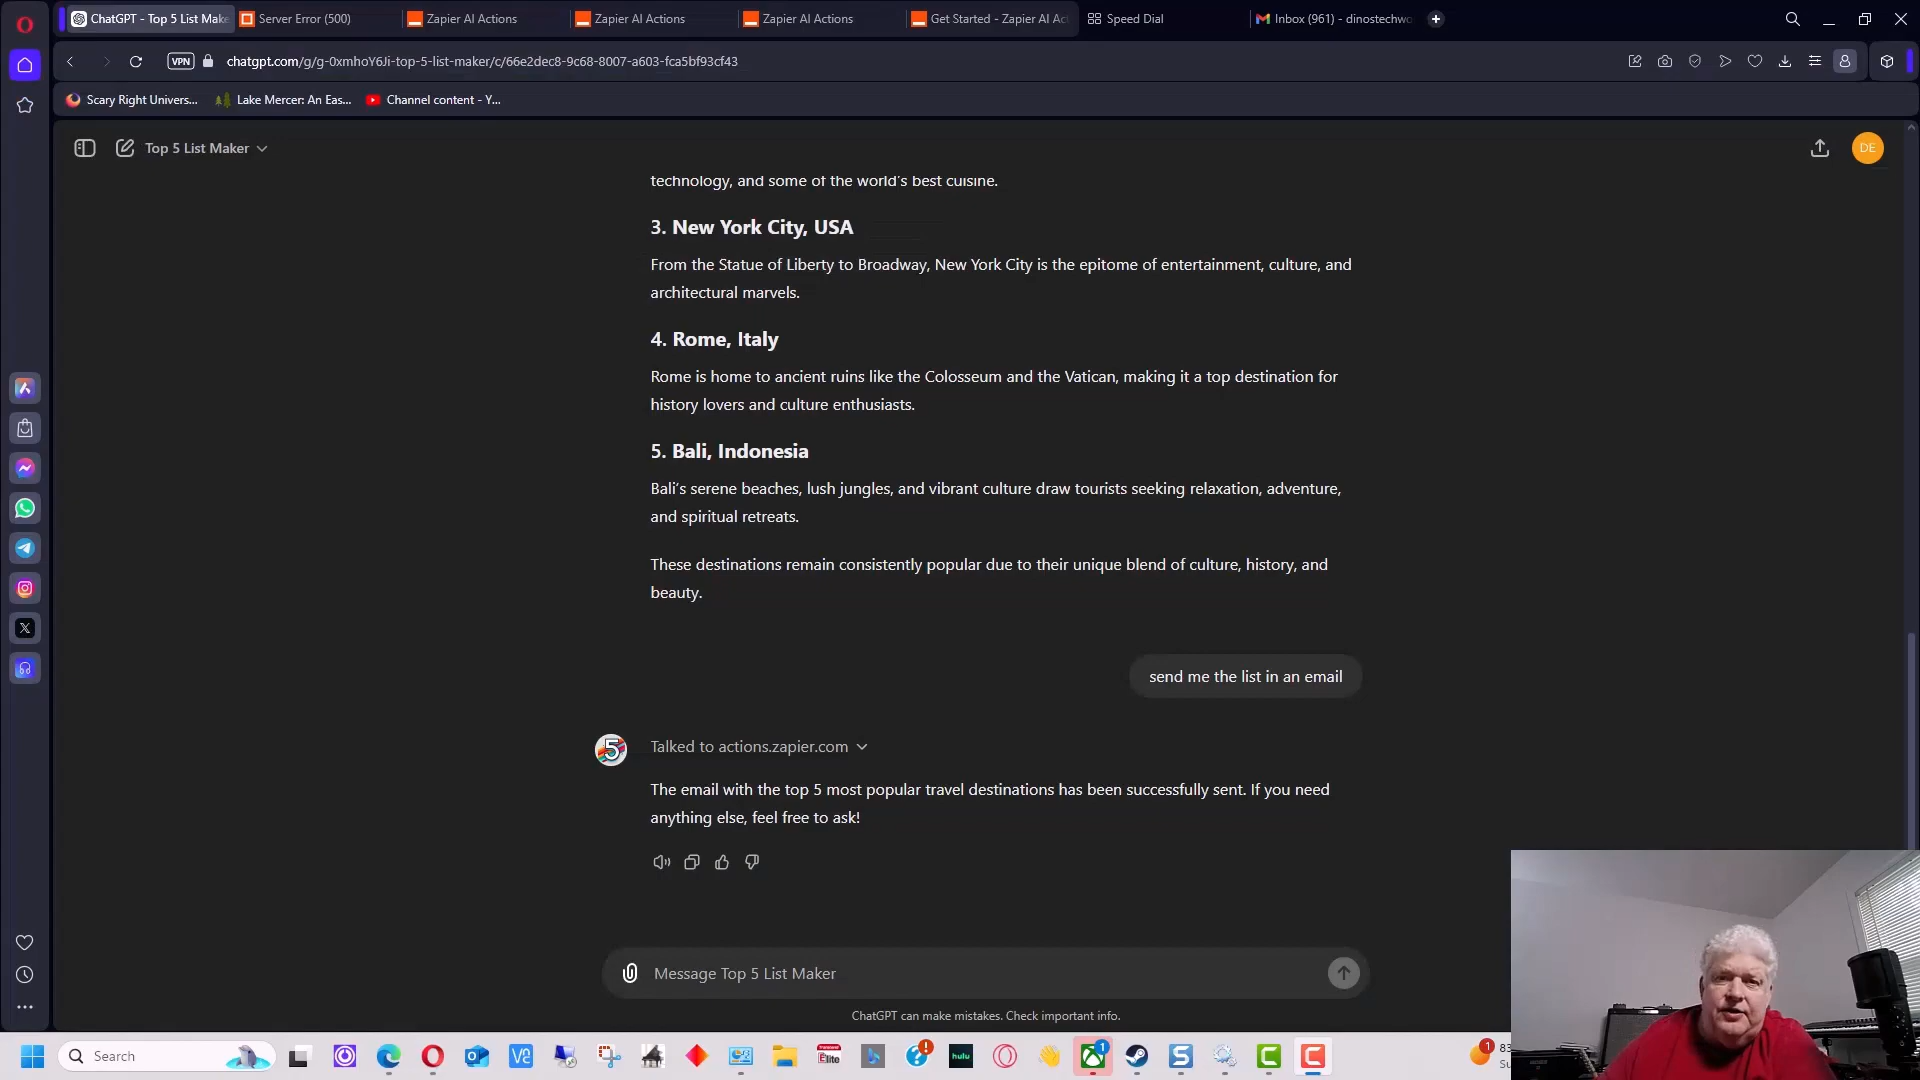 ChatGPT - Top 5 List Make
Server Error (500)
Zapier AI Actions
Zapier AI Actions
Zapier AI Actions
Get Started - Zapier AI Ac
Speed Dial
Inbox (961) - dinostechwo
VPN
chatgpt.com/g/g-0xmhoY6Ji-top-5-list-maker/c/66e2dec8-9c68-8007-a603-fca5bf93cf43
Scary Right Univers...
Lake Mercer: An Eas...
Channel content - Y...
Top 5 List Maker
DE
technology, and some of the world's best cuisine.
3. New York City, USA
From the Statue of Liberty to Broadway, New York City is the epitome of entertainment, culture, and
architectural marvels.
4. Rome, Italy
Rome is home to ancient ruins like the Colosseum and the Vatican, making it a top destination for
history lovers and culture enthusiasts.
5. Bali, Indonesia
Bali's serene beaches, lush jungles, and vibrant culture draw tourists seeking relaxation, adventure,
and spiritual retreats.
These destinations remain consistently popular due to their unique blend of culture, history, and
beauty.
send me the list in an email
5
Talked to actions.zapier.com
The email with the top 5 most popular travel destinations has been successfully sent. If you need
anything else, feel free to ask!
Message Top 5 List Maker
ChatGPT can make mistakes. Check important info.
Search
hulu
1
1